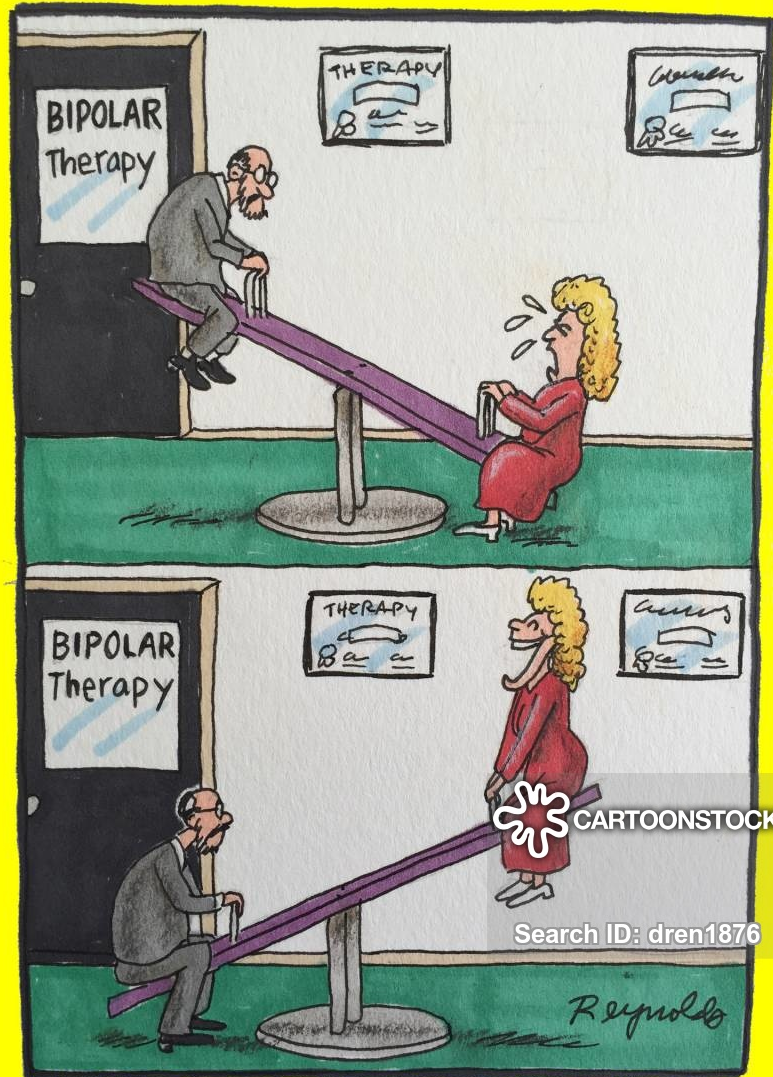 BIPOLAR
Therapy
THERAPY
BIPOLAR
Therapy
THERAPY
CARTOONSTOCK
Search ID: dren1876
Reynolds